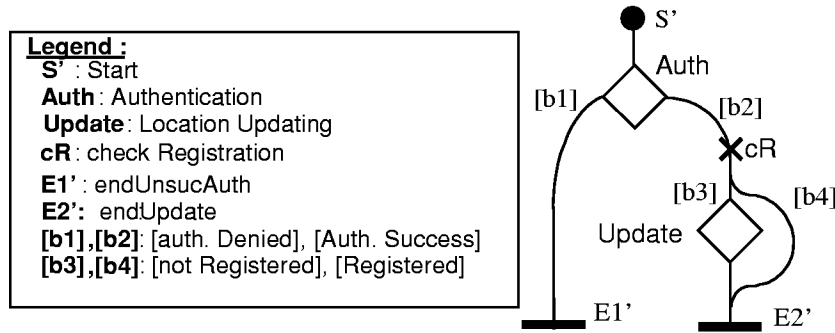 Legend :
S' : Start
Auth : Authentication
Update : Location Updating
cR : check Registration
E1' : endUnsucAuth
E2': endUpdate
[b1],[b2]: [auth. Denied], [Auth. Success]
[b3],[b4]: [not Registered], [Registered]
S'
Auth
[b1]
[b2]
cR
[b3]
[b4]
Update
E1'
E2'